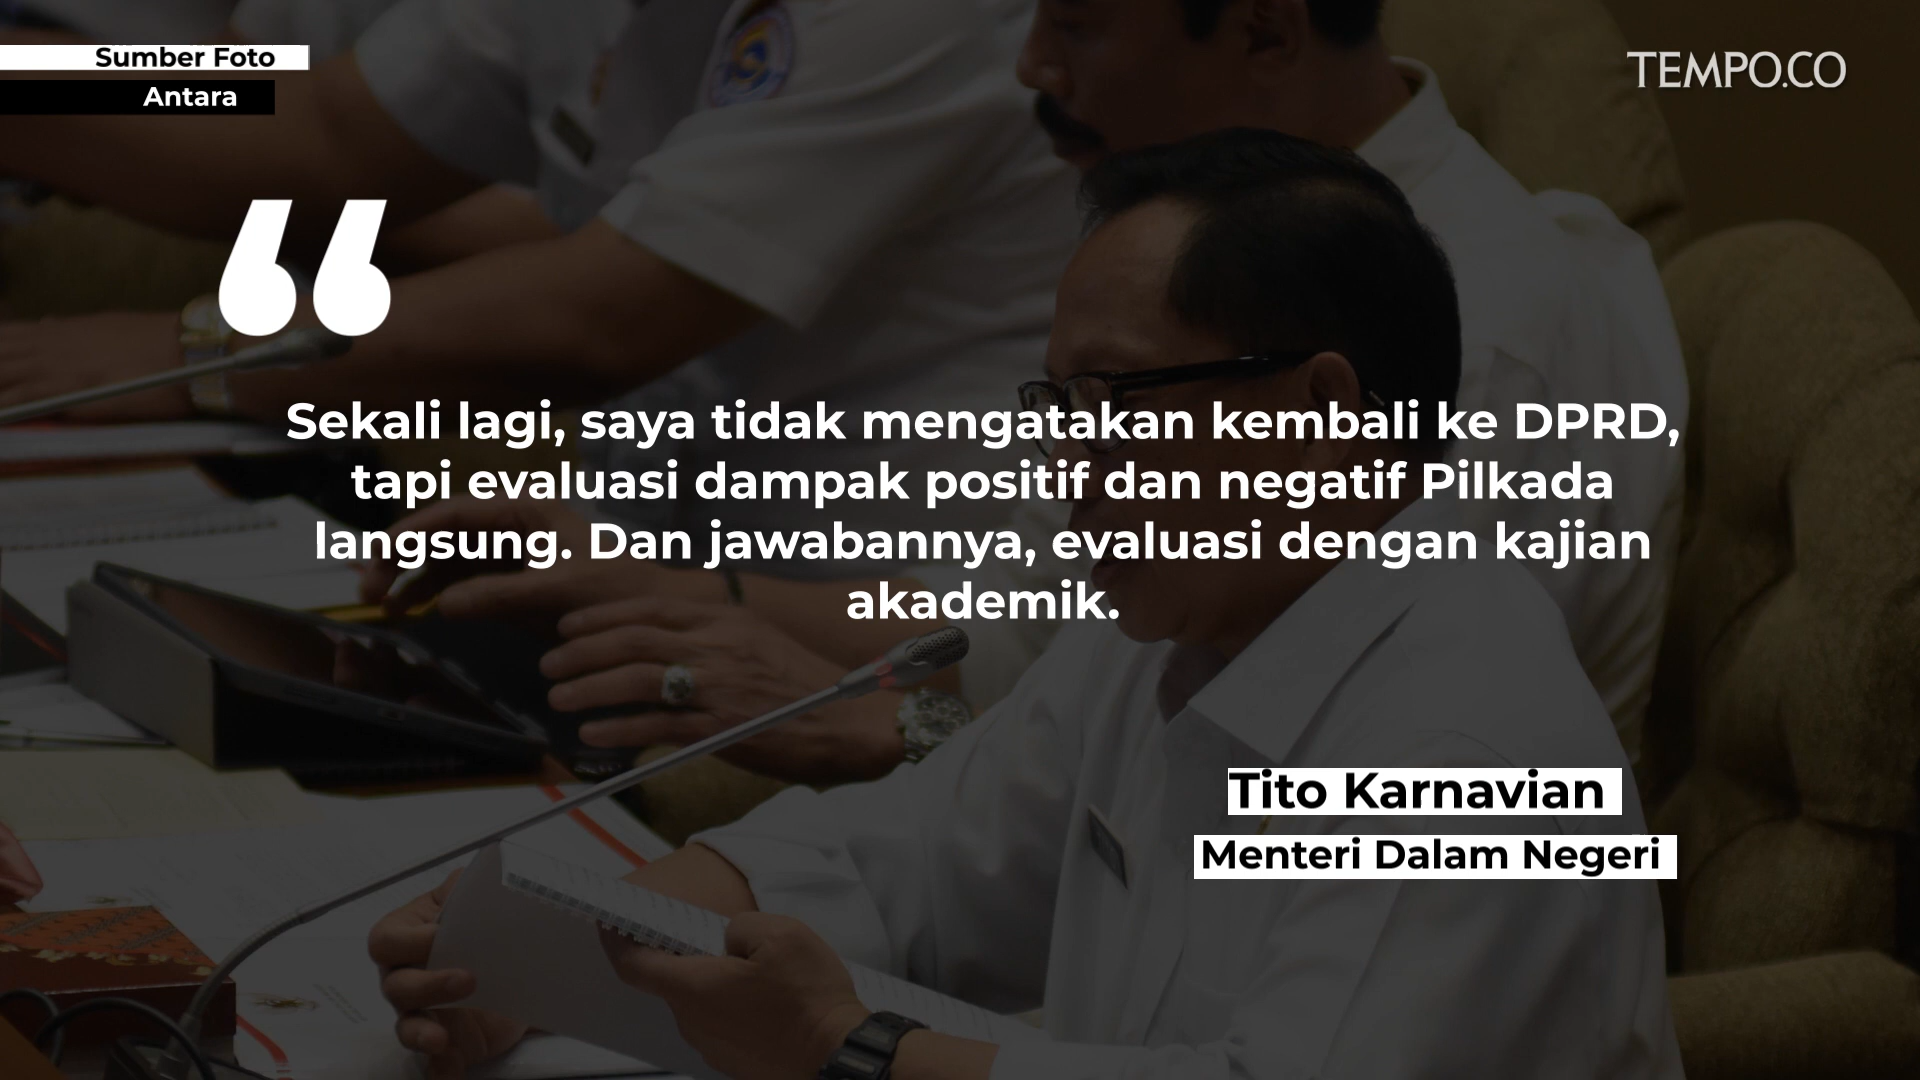 Sumber Foto
Antara
TEMPO.CO
“
Sekali lagi, saya tidak mengatakan kembali ke DPRD,
tapi evaluasi dampak positif dan negatif Pilkada
langsung. Dan jawabannya, evaluasi dengan kajian
akademik.
Tito Karnavian
Menteri Dalam Negeri